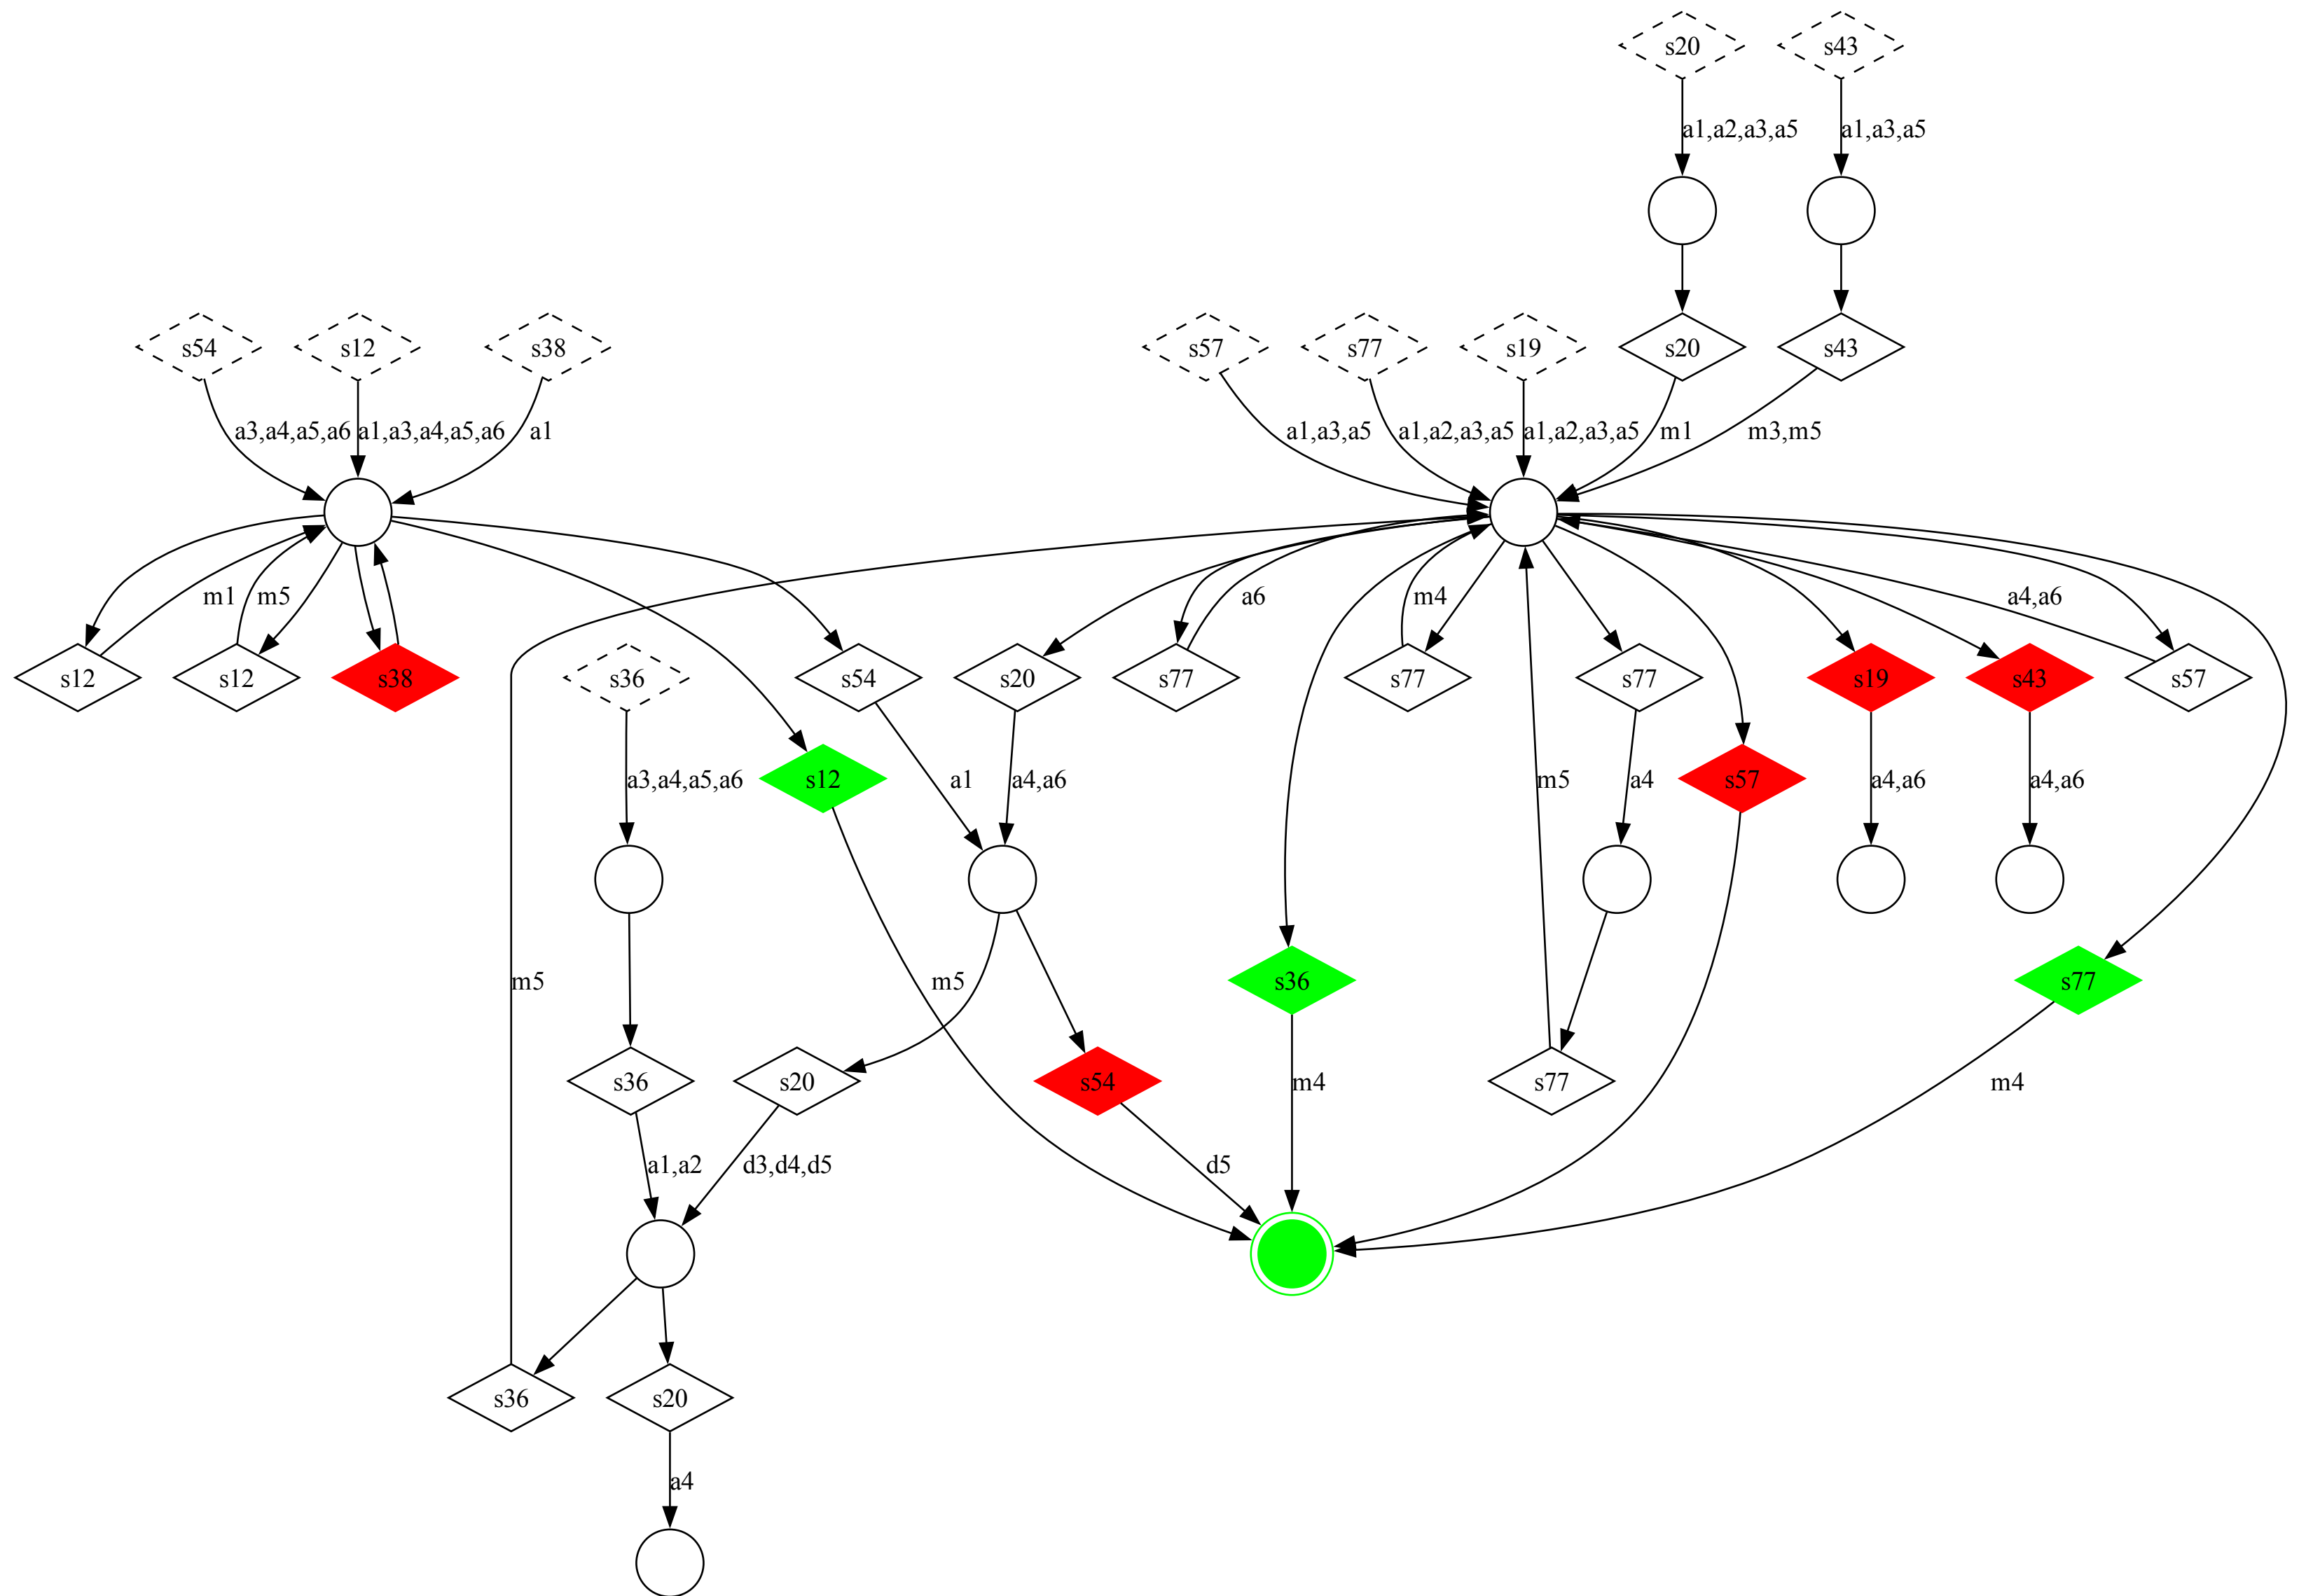 s20
s43
a1,a2,a3,a5
a1,a3,a5
s54
s12
s38
s57
s77
s19
s20
s43
a3,a4,a5,a6
a1,a3,a4,a5,a6
a1
a1,a3,a5
a1,a2,a3,a5
a1,a2,a3,a5
m1
m3,m5
m1
m5
a6
m4
a4,a6
s12
s12
s38
s36
s54
s20
s77
s77
s77
s19
s43
s57
a3,a4,a5,a6
s12
a1
a4,a6
m5
a4
s57
a4,a6
a4,a6
m5
m5
s36
s77
s36
s20
s54
m4
s77
m4
a1,a2
d3,d4,d5
d5
s36
s20
a4